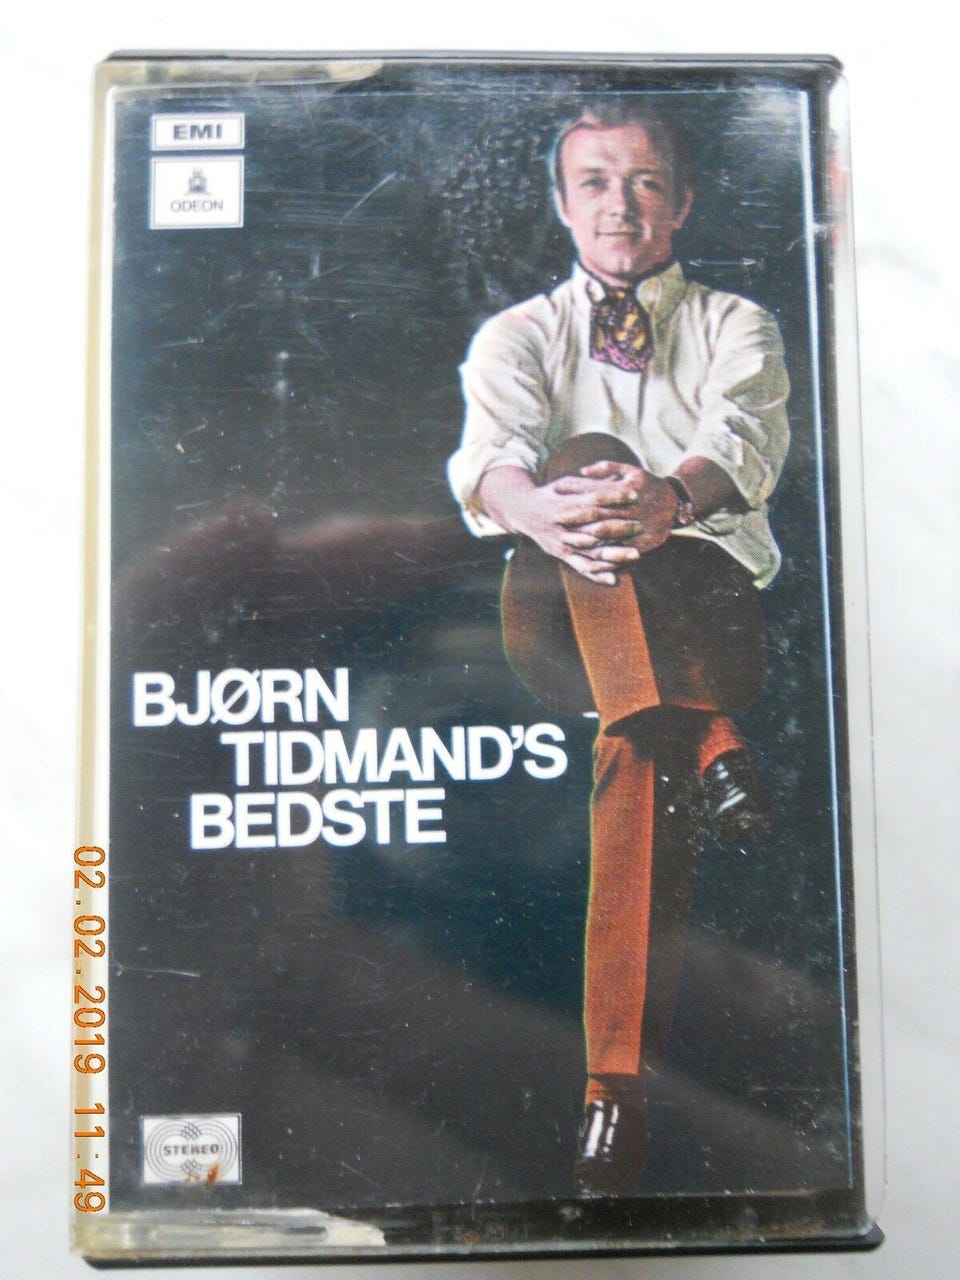 EMI
ODEON
BJØRN
TIDMAND'S
BEDSTE
STEREO
02.02.2019 11:49